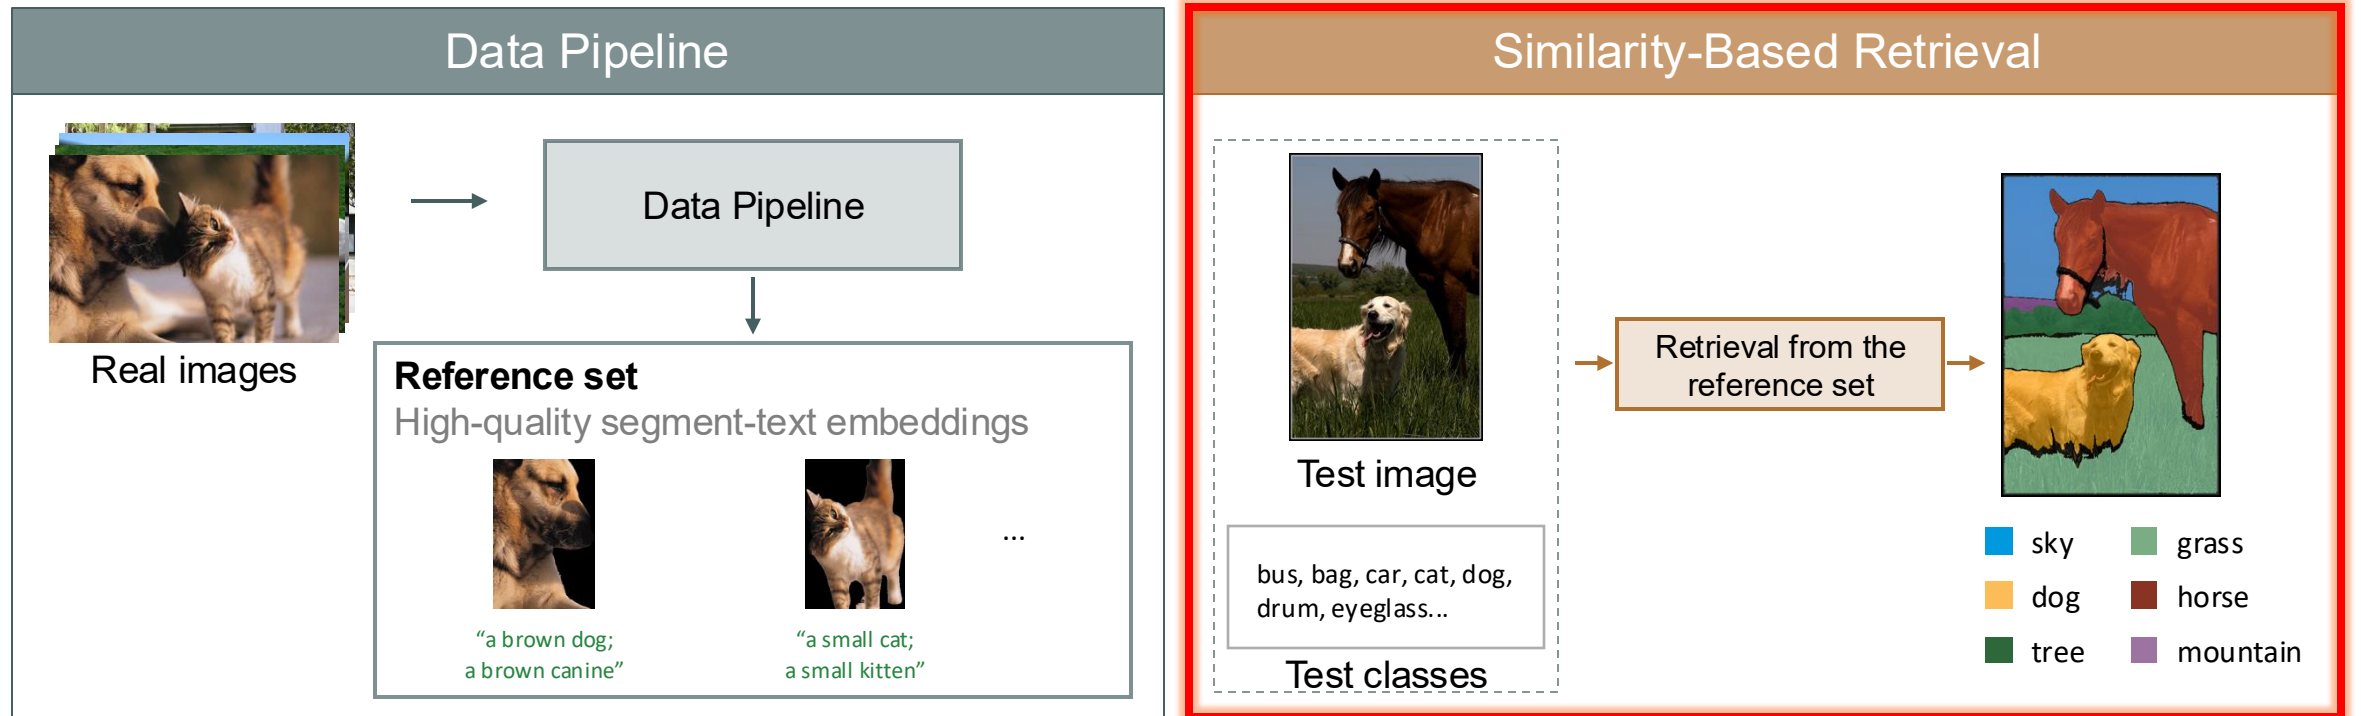 Data Pipeline
Real images
Data Pipeline
Reference set
High-quality segment-text embeddings
...
“a brown dog;
a brown canine”
“a small cat;
a small kitten”
Similarity-Based Retrieval
Test image
bus, bag, car, cat, dog,
drum, eyeglass...
Test classes
Retrieval from the
reference set
sky
grass
dog
horse
tree
mountain